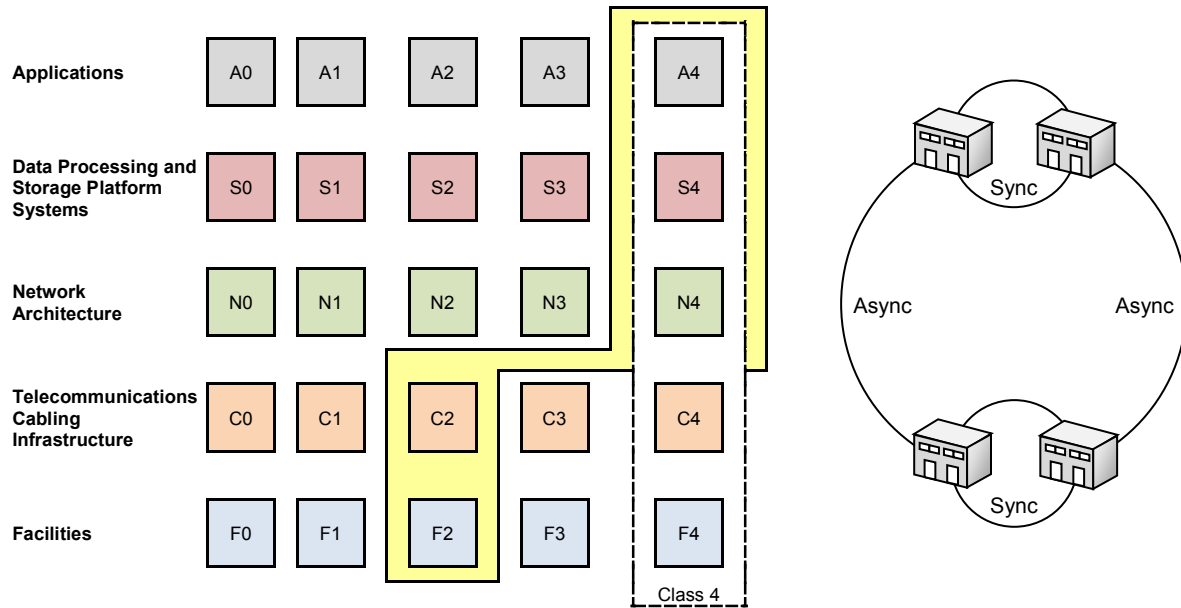 Applications
A0 A1 A2 A3 A4
Data Processing and
Storage Platform
Systems
S0 S1 S2 S3 S4
Network
Architecture
N0 N1 N2 N3 N4
Telecommunications
Cabling
Infrastructure
C0 C1 C2 C3 C4
Facilities
F0 F1 F2 F3 F4
Class 4
Sync
Async
Async
Sync